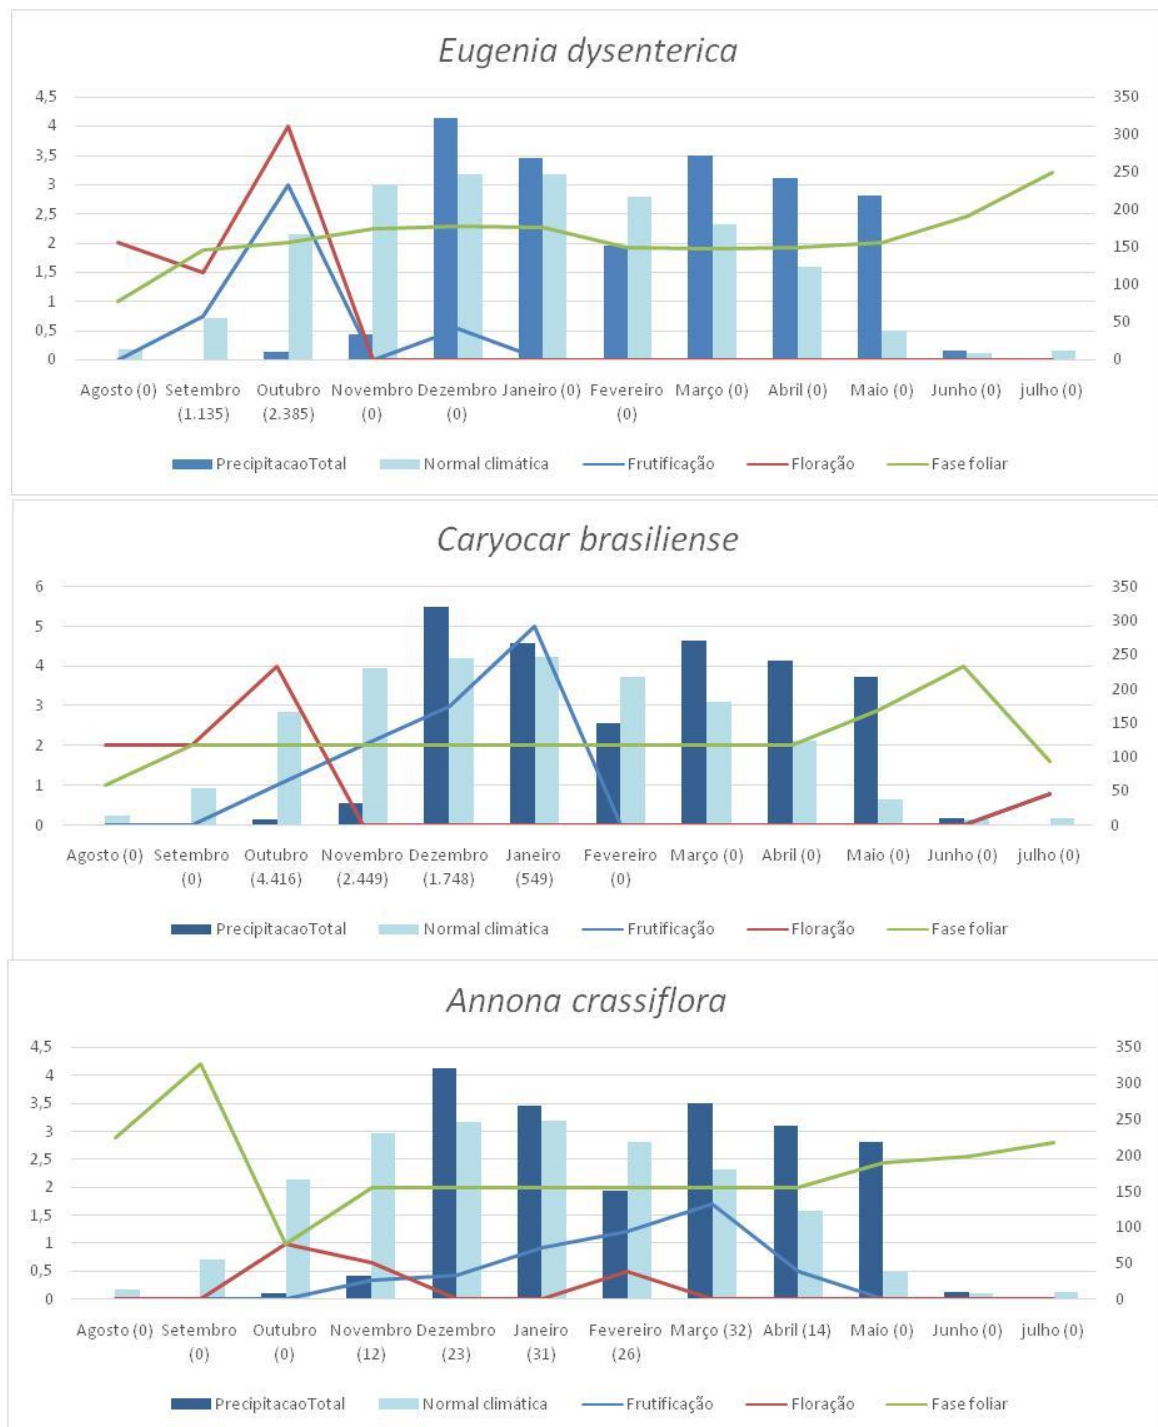 Eugenia dysenterica
4,5 350
4 300
3,5
3 250
2,5 200
2 150
1,5
1 100
0,5 50
0 0
Agosto (0) Setembro Outubro Novembro Dezembro Janeiro (0) Fevereiro Março (0) Abril (0) Maio (0) Junho (0) julho (0)
(1.135) (2.385) (0) (0) (0)
PrecipitacaoTotal Normal climática Frutificação Floração Fase foliar
Caryocar brasiliense
6 350
5 300
4 250
200
3 150
2 100
1 50
0 0
Agosto (0) Setembro Outubro Novembro Dezembro Janeiro Fevereiro Março (0) Abril (0) Maio (0) Junho (0) julho (0)
(0) (4.416) (2.449) (1.748) (549) (0)
PrecipitacaoTotal Normal climática Frutificação Floração Fase foliar
Annona crassiflora
4,5 350
4 300
3,5
3 250
2,5 200
2 150
1,5
1 100
0,5 50
0 0
Agosto (0) Setembro Outubro Novembro Dezembro Janeiro Fevereiro Março (32) Abril (14) Maio (0) Junho (0) julho (0)
(0) (0) (12) (23) (31) (26)
PrecipitacaoTotal Normal climática Frutificação Floração Fase foliar